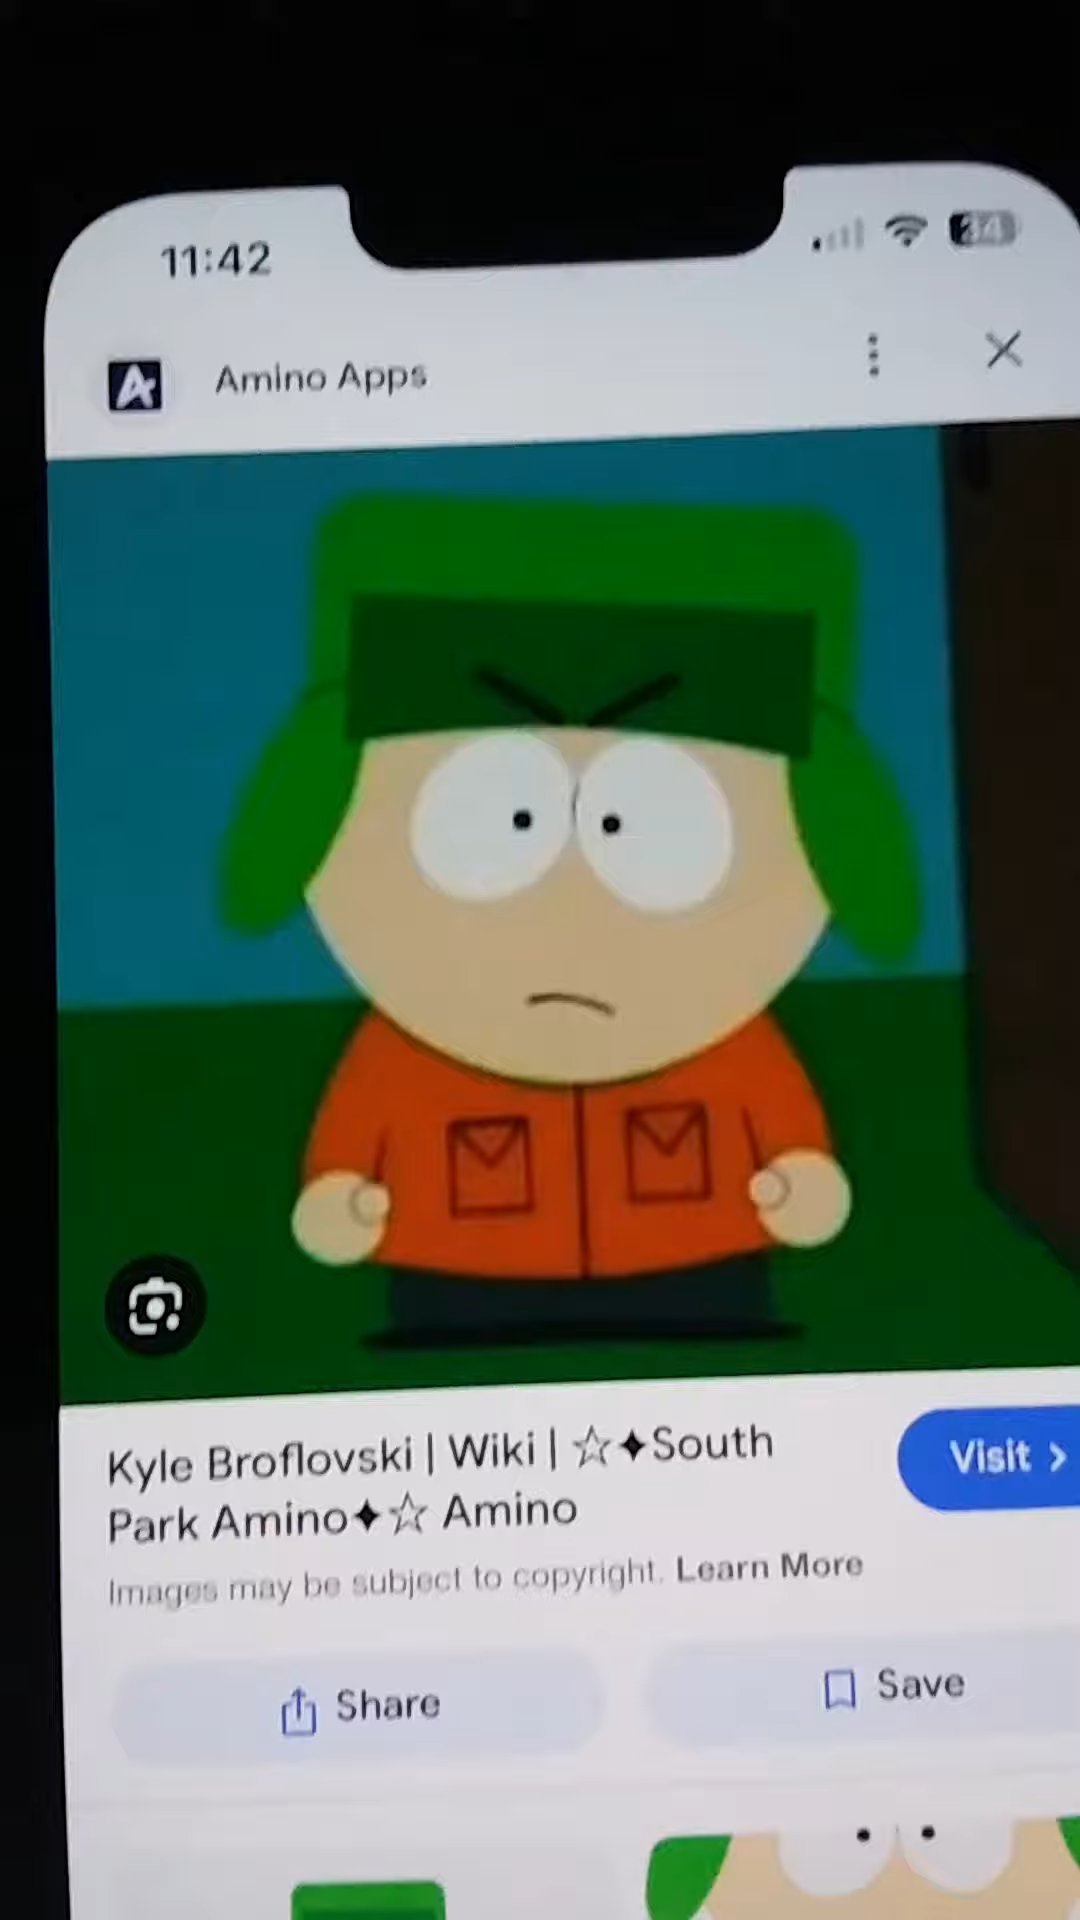 11:42
34
Amino Apps
Kyle Broflovski | Wiki | ☆✦South
Park Amino✦☆ Amino
Visit >
Images may be subject to copyright. Learn More
Share
Save